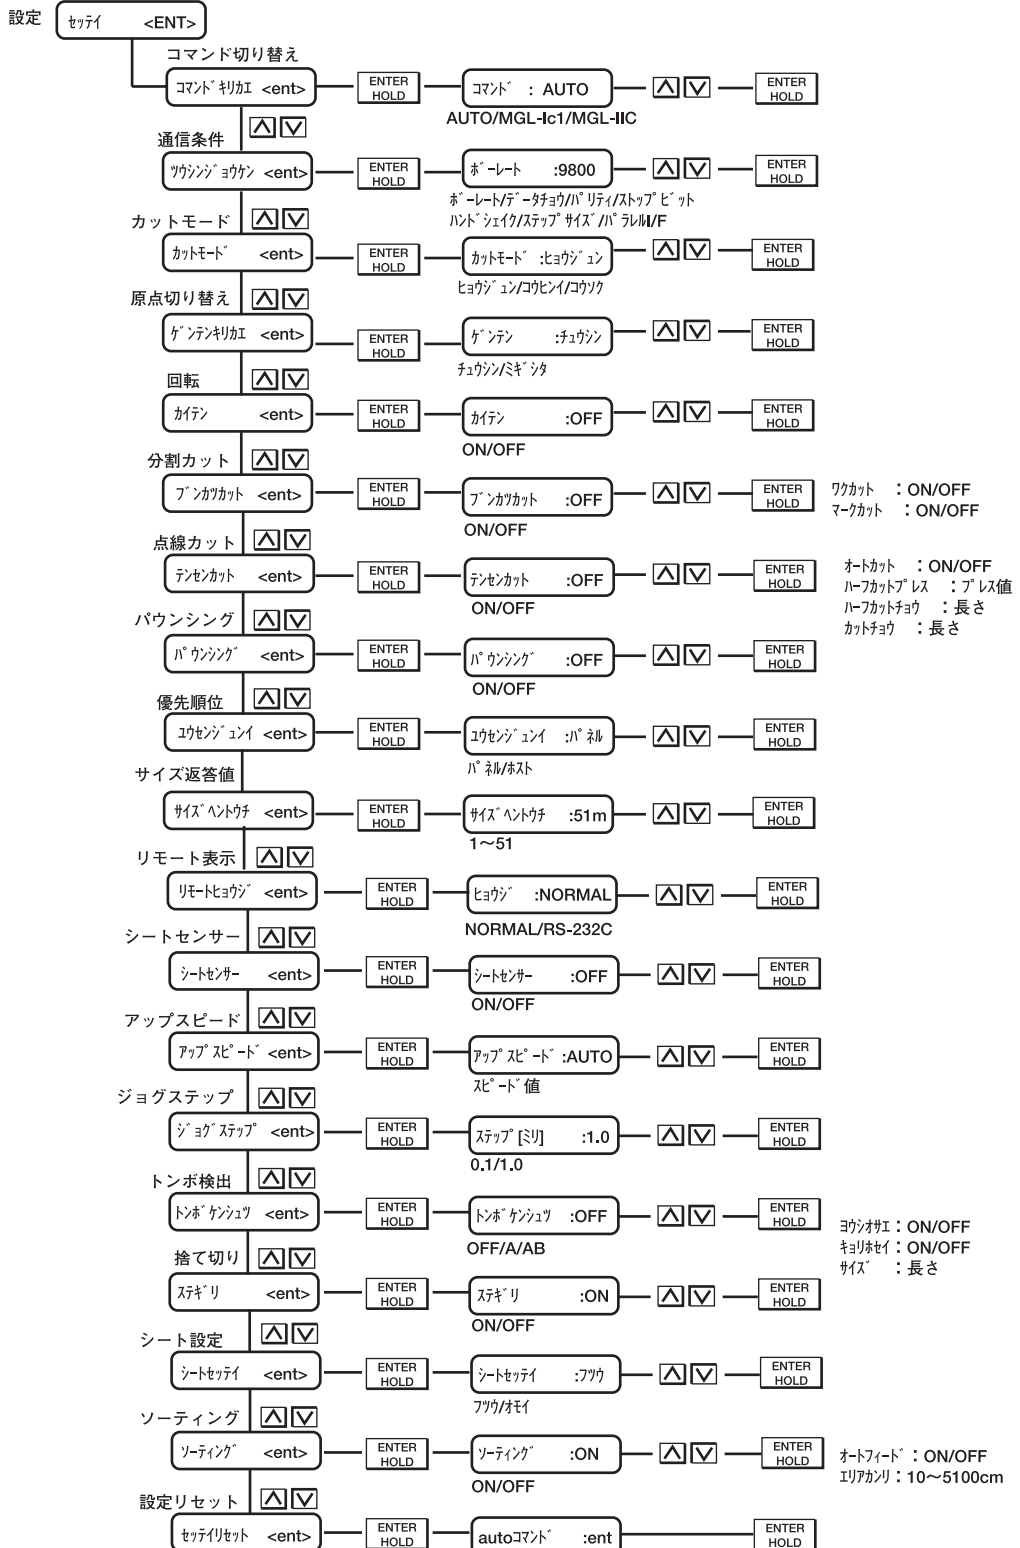 設定 ｾｯﾃｲ <ENT>
コマンド切り替え
ｺﾏﾝﾄﾞｷﾘｶｴ <ent> ENTER HOLD ｺﾏﾝﾄﾞ : AUTO ENTER HOLD
AUTO/MGL-Ic1/MGL-IIC
通信条件
ﾂｳｼﾝｼﾞｮｳｹﾝ <ent> ENTER HOLD ﾎﾞｰﾚｰﾄ :9800 ENTER HOLD
ﾎﾞｰﾚｰﾄ/ﾃﾞｰﾀﾁｮｳ/ﾊﾟﾘﾃｨ/ｽﾄｯﾌﾟﾋﾞｯﾄ
ﾊﾝﾄﾞｼｪｲｸ/ｽﾃｯﾌﾟｻｲｽﾞ/ﾊﾟﾗﾚﾙI/F
カットモード
ｶｯﾄﾓｰﾄﾞ <ent> ENTER HOLD ｶｯﾄﾓｰﾄﾞ :ﾋｮｳｼﾞｭﾝ ENTER HOLD
ﾋｮｳｼﾞｭﾝ/ｺｳﾋﾝｲ/ｺｳｿｸ
原点切り替え
ｹﾞﾝﾃﾝｷﾘｶｴ <ent> ENTER HOLD ｹﾞﾝﾃﾝ :ﾁｭｳｼﾝ ENTER HOLD
ﾁｭｳｼﾝ/ﾐｷﾞｼﾀ
回転
ｶｲﾃﾝ <ent> ENTER HOLD ｶｲﾃﾝ :OFF ENTER HOLD
ON/OFF
分割カット
ﾌﾞﾝｶﾂｶｯﾄ <ent> ENTER HOLD ﾌﾞﾝｶﾂｶｯﾄ :OFF ENTER HOLD
ON/OFF
ﾜｸｶｯﾄ ：ON/OFF
ﾏｰｸｶｯﾄ ：ON/OFF
点線カット
ﾃﾝｾﾝｶｯﾄ <ent> ENTER HOLD ﾃﾝｾﾝｶｯﾄ :OFF ENTER HOLD
ON/OFF
ｵｰﾄｶｯﾄ ：ON/OFF
ﾊｰﾌｶｯﾄﾌﾟﾚｽ ：ﾌﾟﾚｽ値
ﾊｰﾌｶｯﾄﾁｮｳ ：長さ
ｶｯﾄﾁｮｳ ：長さ
パウンシング
ﾊﾟｳﾝｼﾝｸﾞ <ent> ENTER HOLD ﾊﾟｳﾝｼﾝｸﾞ :OFF ENTER HOLD
ON/OFF
優先順位
ﾕｳｾﾝｼﾞｭﾝｲ <ent> ENTER HOLD ﾕｳｾﾝｼﾞｭﾝｲ :ﾊﾟﾈﾙ ENTER HOLD
ﾊﾟﾈﾙ/ﾎｽﾄ
サイズ返答値
ｻｲｽﾞﾍﾝﾄｳﾁ <ent> ENTER HOLD ｻｲｽﾞﾍﾝﾄｳﾁ :51m ENTER HOLD
1〜51
リモート表示
ﾘﾓｰﾄﾋｮｳｼﾞ <ent> ENTER HOLD ﾋｮｳｼﾞ :NORMAL ENTER HOLD
NORMAL/RS-232C
シートセンサー
ｼｰﾄｾﾝｻｰ <ent> ENTER HOLD ｼｰﾄｾﾝｻｰ :OFF ENTER HOLD
ON/OFF
アップスピード
ｱｯﾌﾟｽﾋﾟｰﾄﾞ <ent> ENTER HOLD ｱｯﾌﾟｽﾋﾟｰﾄﾞ :AUTO ENTER HOLD
ｽﾋﾟｰﾄﾞ値
ジョグステップ
ｼﾞｮｸﾞｽﾃｯﾌﾟ <ent> ENTER HOLD ｽﾃｯﾌﾟ[ﾐﾘ] :1.0 ENTER HOLD
0.1/1.0
トンボ検出
ﾄﾝﾎﾞｹﾝｼｭﾂ <ent> ENTER HOLD ﾄﾝﾎﾞｹﾝｼｭﾂ :OFF ENTER HOLD
OFF/A/AB
ﾖｳｼｵｻｴ：ON/OFF
ｷｮﾘﾎｾｲ：ON/OFF
ｻｲｽﾞ ：長さ
捨て切り
ｽﾃｷﾞﾘ <ent> ENTER HOLD ｽﾃｷﾞﾘ :ON ENTER HOLD
ON/OFF
シート設定
ｼｰﾄｾｯﾃｲ <ent> ENTER HOLD ｼｰﾄｾｯﾃｲ :ﾌﾂｳ ENTER HOLD
ﾌﾂｳ/ｵﾓｲ
ソーティング
ｿｰﾃｨﾝｸﾞ <ent> ENTER HOLD ｿｰﾃｨﾝｸﾞ :ON ENTER HOLD
ON/OFF
ｵｰﾄﾌｨｰﾄﾞ：ON/OFF
ｴﾘｱｶﾝﾘ：10〜5100cm
設定リセット
ｾｯﾃｲﾘｾｯﾄ <ent> ENTER HOLD autoｺﾏﾝﾄﾞ :ent ENTER HOLD